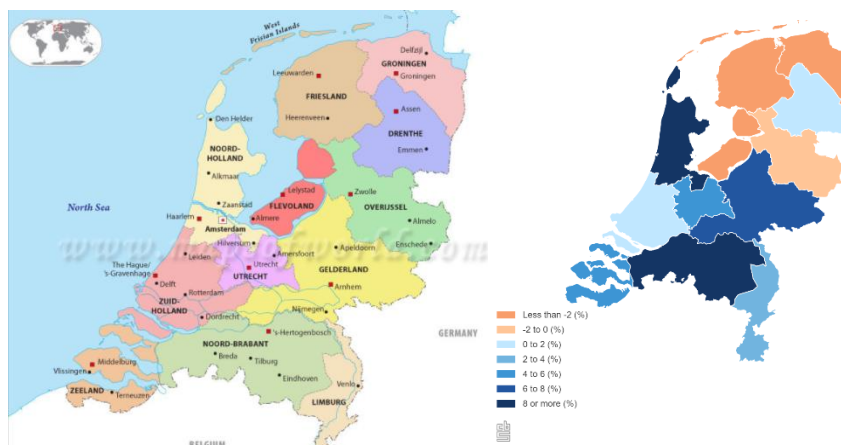 West
Frisian Islands
Delfzijl
GRONINGEN
Leeuwarden
Groningen
FRIESLAND
Assen
Heerenveen
DRENTHE
Den Helder
Emmen
NOORD-
HOLLAND
Alkmaar
Lelystad
Zwolle
North Sea
Zaanstad
FLEVOLAND
OVERIJSSEL
Haarlem
Almere
Almelo
Amsterdam
www.mapsofworld.com
Hilversum
Enschede
Leiden
Amersfoort
Apeldoorn
The Hague/
's-Gravenhage
Utrecht
UTRECHT
GELDERLAND
Delft
Arnhem
Rotterdam
ZUID-
HOLLAND
Dordrecht
Nijmegen
's-Hertogenbosch
GERMANY
NOORD-BRABANT
Breda
Tilburg
Middelburg
Vlissingen
Eindhoven
Venlo
ZEELAND
Terneuzen
LIMBURG
BELGIUM
Less than -2 (%)
-2 to 0 (%)
0 to 2 (%)
2 to 4 (%)
4 to 6 (%)
6 to 8 (%)
8 or more (%)